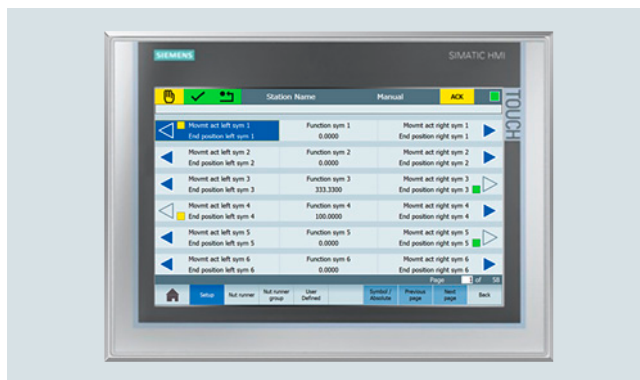 SIEMENS
SIMATIC HMI
TOUCH
Station Name Manual ACK
Movmt act left sym 1 Function sym 1 Movmt act right sym 1
End position left sym 1 0.0000 End position right sym 1
Movmt act left sym 2 Function sym 2 Movmt act right sym 2
End position left sym 2 0.0000 End position right sym 2
Movmt act left sym 3 Function sym 3 Movmt act right sym 3
End position left sym 3 333.3300 End position right sym 3
Movmt act left sym 4 Function sym 4 Movmt act right sym 4
End position left sym 4 100.0000 End position right sym 4
Movmt act left sym 5 Function sym 5 Movmt act right sym 5
End position left sym 5 0.0000 End position right sym 5
Movmt act left sym 6 Function sym 6 Movmt act right sym 6
End position left sym 6 0.0000 End position right sym 6
Page 1 of 58
Setup Nut runner Nut runner group User Defined Symbol / Absolute Previous page Next page Back